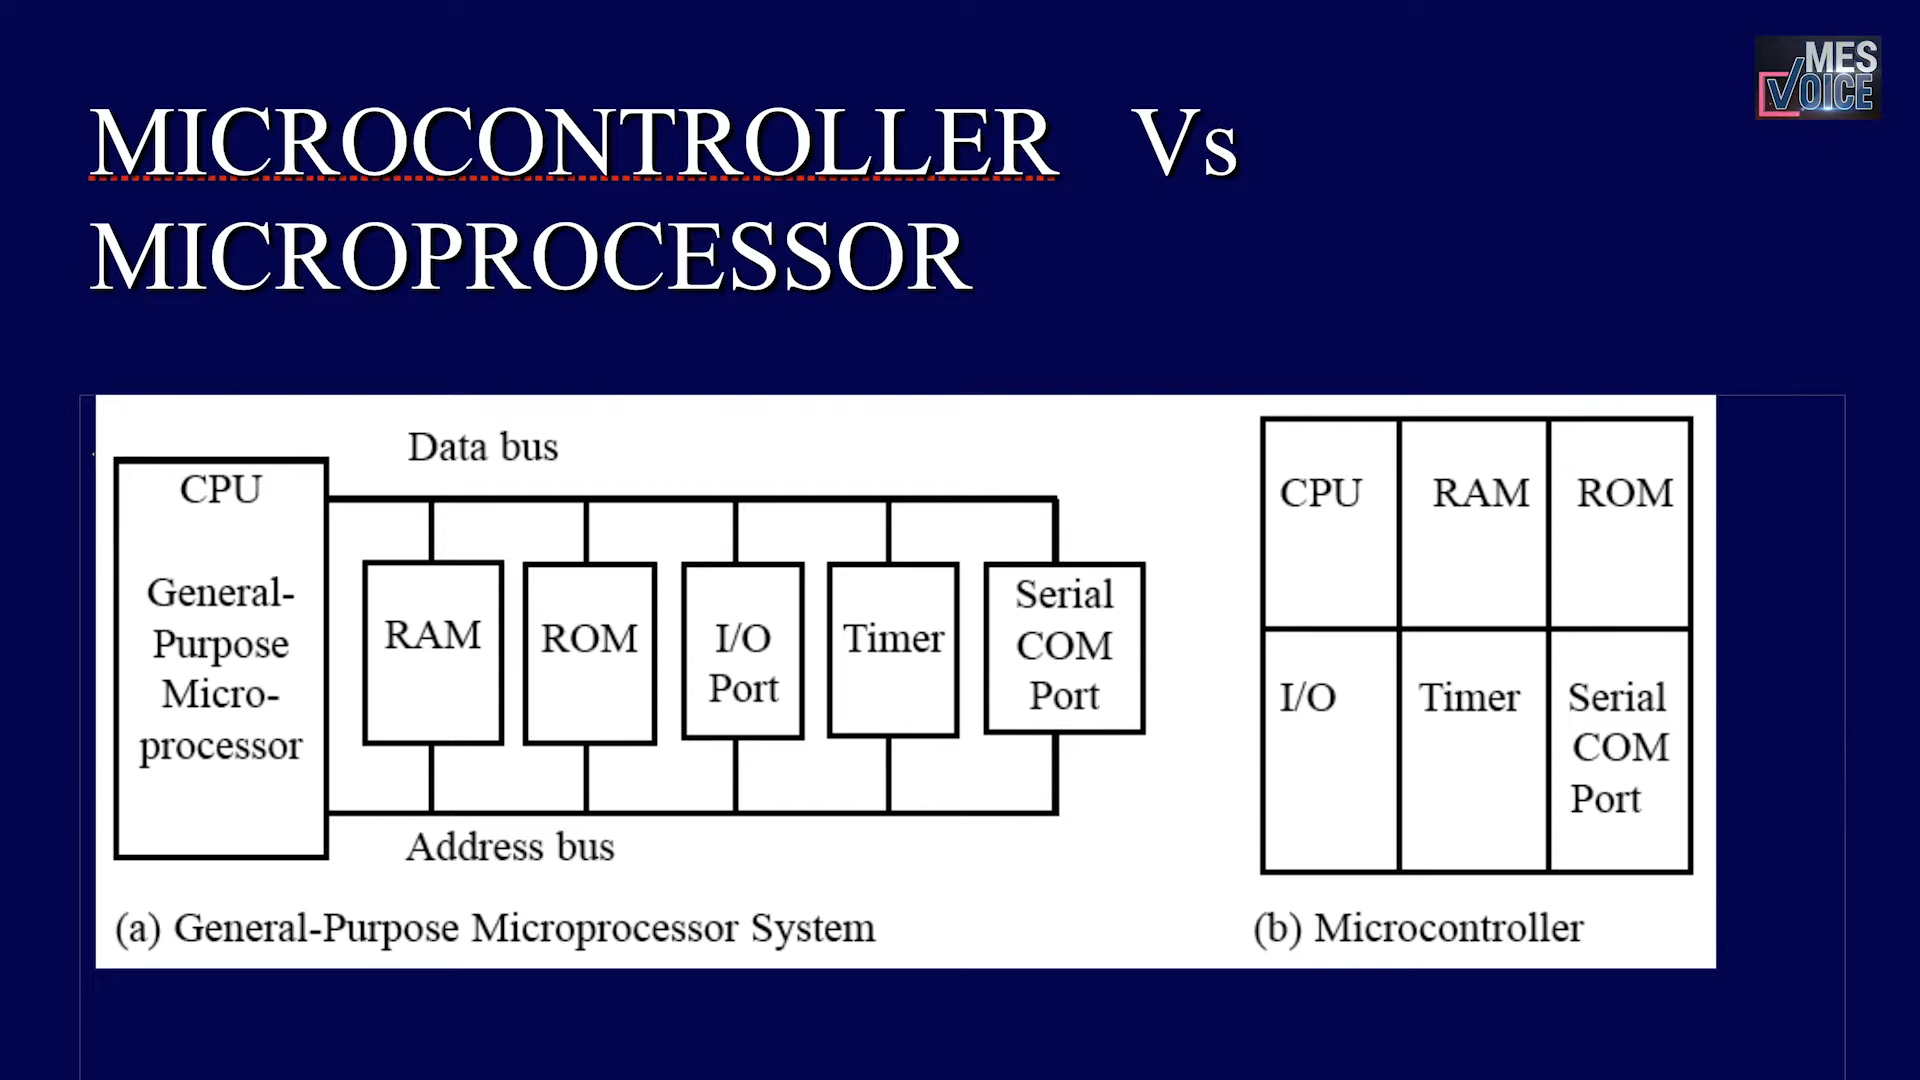 MES
VOICE
MICROCONTROLLER Vs
MICROPROCESSOR
Data bus
CPU
General-
Purpose
Micro-
processor
RAM
ROM
I/O
Port
Timer
Serial
COM
Port
Address bus
(a) General-Purpose Microprocessor System
CPU
RAM
ROM
I/O
Timer
Serial
COM
Port
(b) Microcontroller